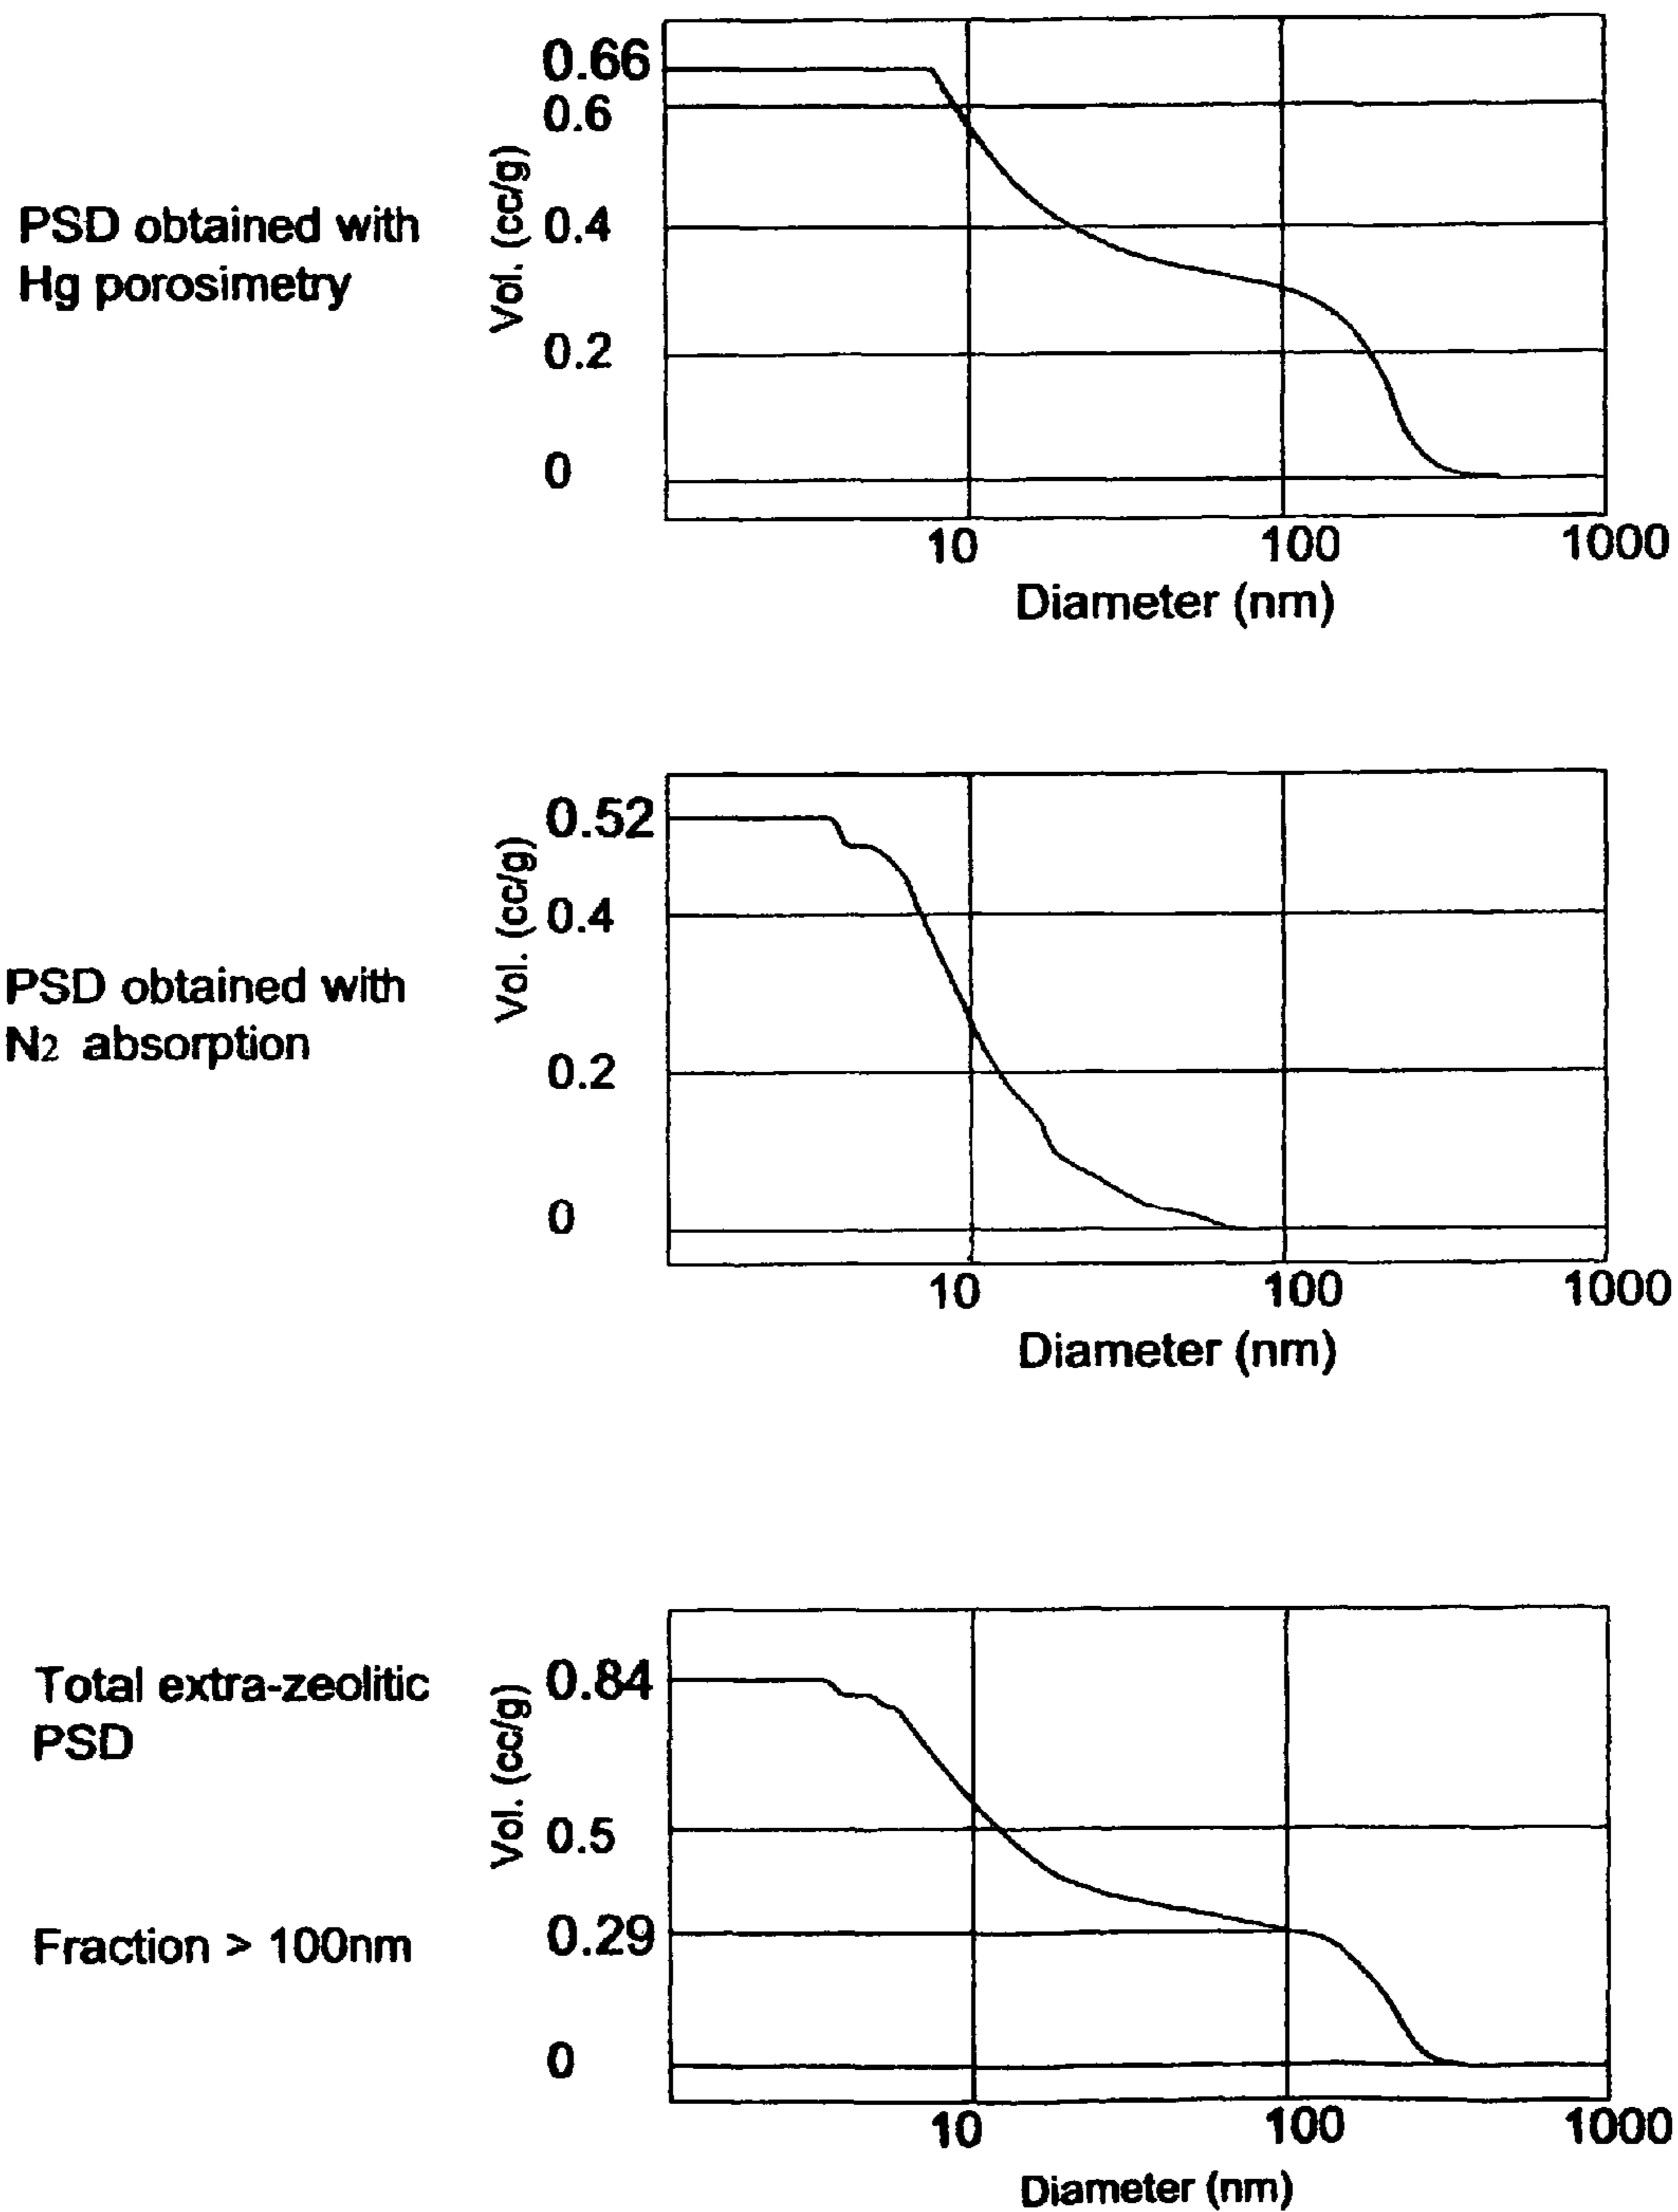 PSD obtained with
Hg porosimetry
Vol. (cc/g)
0.66
0.6
0.4
0.2
0
10 100 1000
Diameter (nm)
PSD obtained with
N2 absorption
Vol. (cc/g)
0.52
0.4
0.2
0
10 100 1000
Diameter (nm)
Total extra-zeolitic
PSD
Fraction > 100nm
Vol. (cc/g)
0.84
0.5
0.29
0
10 100 1000
Diameter (nm)